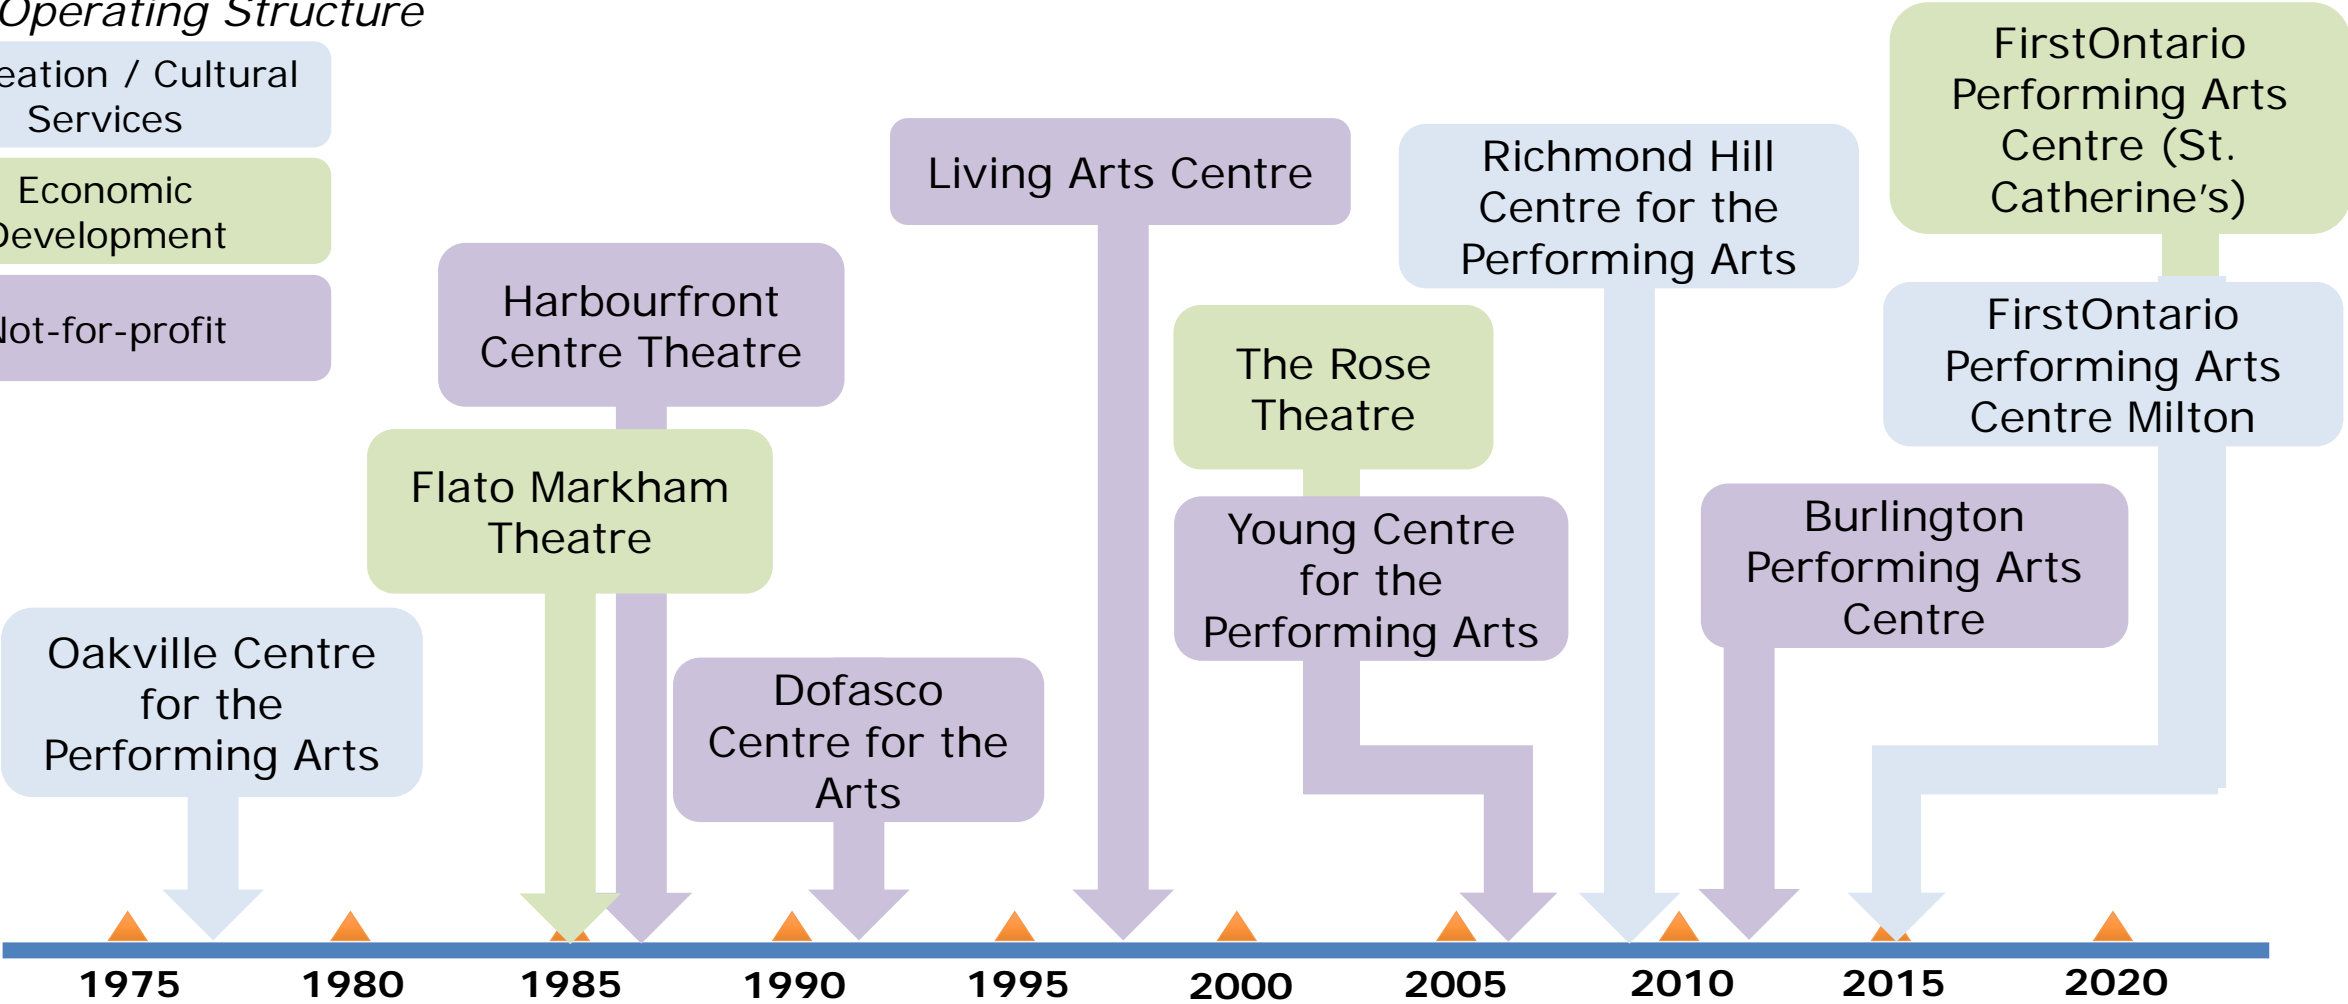 Operating Structure
eation / Cultural
Services
Economic
Development
Not-for-profit
Oakville Centre
for the
Performing Arts
Flato Markham
Theatre
Harbourfront
Centre Theatre
Dofasco
Centre for the
Arts
Living Arts Centre
The Rose
Theatre
Young Centre
for the
Performing Arts
Richmond Hill
Centre for the
Performing Arts
Burlington
Performing Arts
Centre
FirstOntario
Performing Arts
Centre (St.
Catherine's)
FirstOntario
Performing Arts
Centre Milton
1975 1980 1985 1990 1995 2000 2005 2010 2015 2020